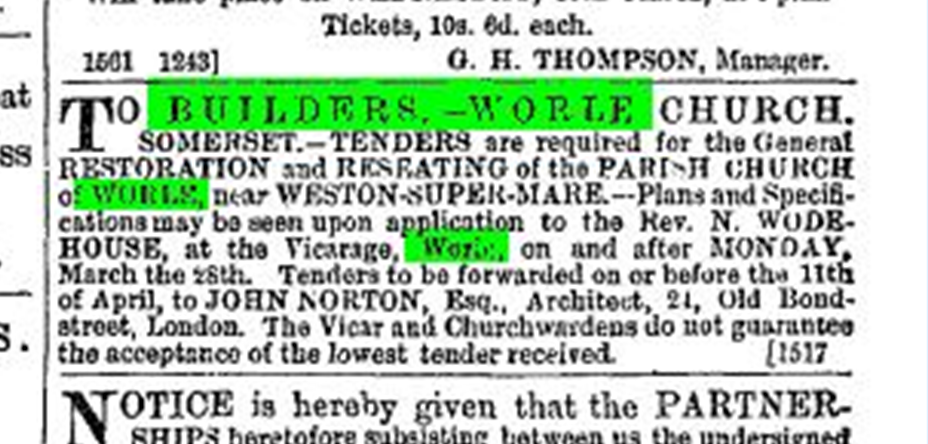 Tickets, 10s. 6d. each.
1561 1243] G. H. THOMPSON, Manager.
at
TO BUILDERS.—WORLE CHURCH.
SOMERSET.—TENDERS are required for the General
ss
RESTORATION and RESEATING of the PARISH CHURCH
of WORLE, near WESTON-SUPER-MARE.—Plans and Specifi-
cations may be seen upon application to the Rev. N. WODE-
HOUSE, at the Vicarage, Worle, on and after MONDAY,
March the 28th. Tenders to be forwarded on or before the 11th
of April, to JOHN NORTON, Esq., Architect, 24, Old Bond-
street, London. The Vicar and Churchwardens do not guarantee
S.
the acceptance of the lowest tender received. [1517
NOTICE is hereby given that the PARTNER-
SHIPS heretofore subsisting between us the undersigned